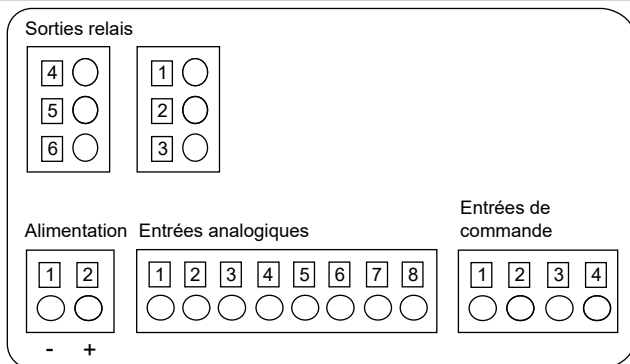 Sorties relais
4 1
5 2
6 3
Alimentation Entrées analogiques Entrées de
commande
1 2 1 2 3 4 5 6 7 8 1 2 3 4
- +